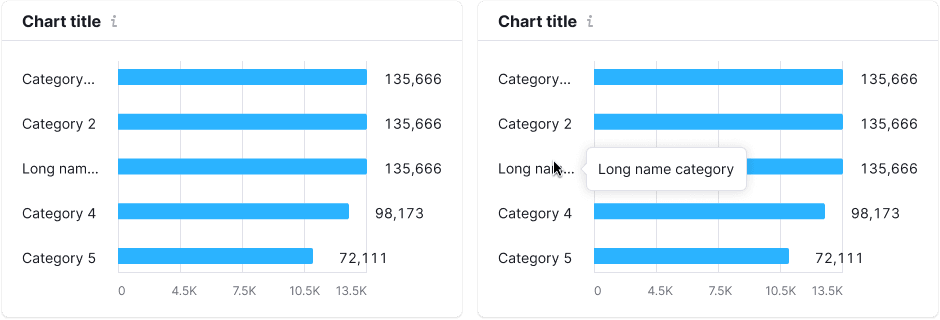 Chart title i
Category... 135,666
Category 2 135,666
Long nam... 135,666
Category 4 98,173
Category 5 72,111
0 4.5K 7.5K 10.5K 13.5K
Chart title i
Category... 135,666
Category 2 135,666
Long na... Long name category 135,666
Category 4 98,173
Category 5 72,111
0 4.5K 7.5K 10.5K 13.5K